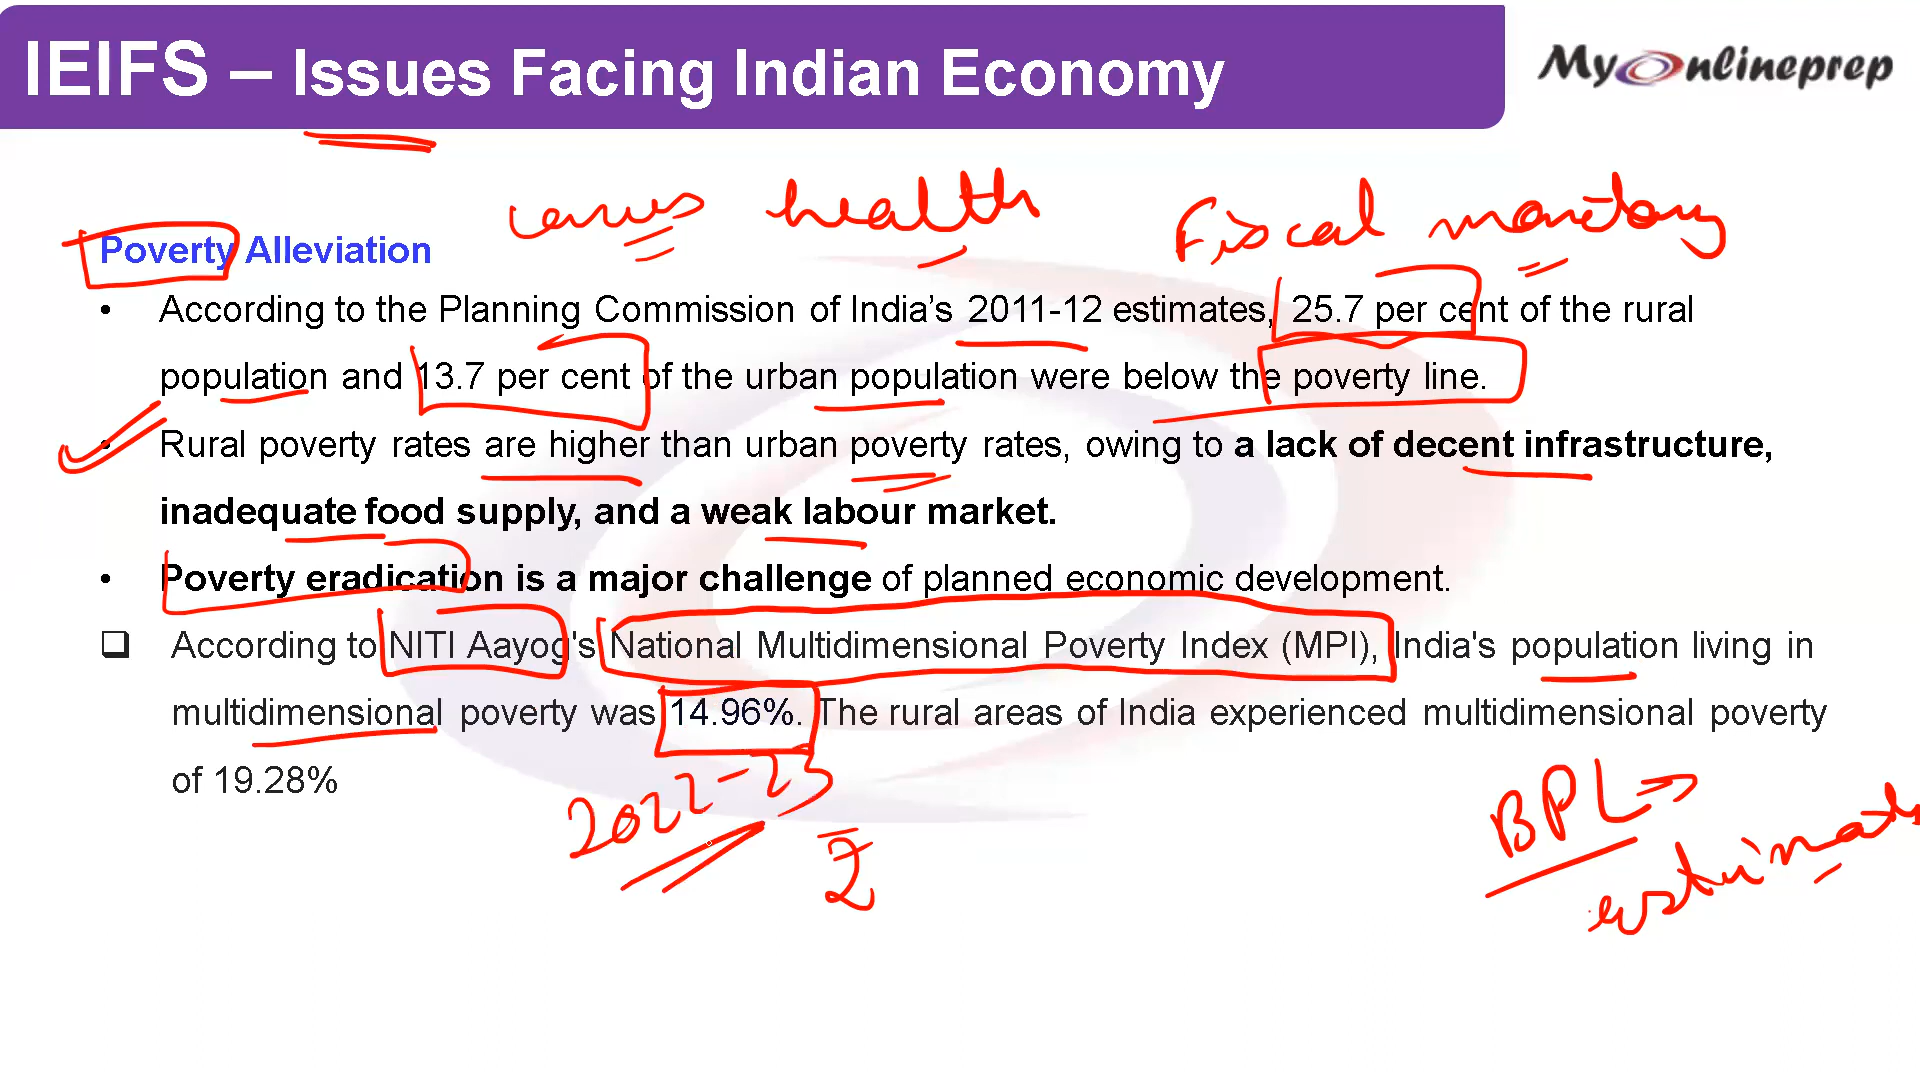 IEIFS – Issues Facing Indian Economy
MyOnlineprep
health Fiscal
Poverty Alleviation
• According to the Planning Commission of India’s 2011-12 estimates, 25.7 per cent of the rural
population and 13.7 per cent of the urban population were below the poverty line.
• Rural poverty rates are higher than urban poverty rates, owing to a lack of decent infrastructure,
inadequate food supply, and a weak labour market.
• Poverty eradication is a major challenge of planned economic development.
❑ According to NITI Aayog's National Multidimensional Poverty Index (MPI), India's population living in
multidimensional poverty was 14.96%. The rural areas of India experienced multidimensional poverty
of 19.28%
2022-23
BPL